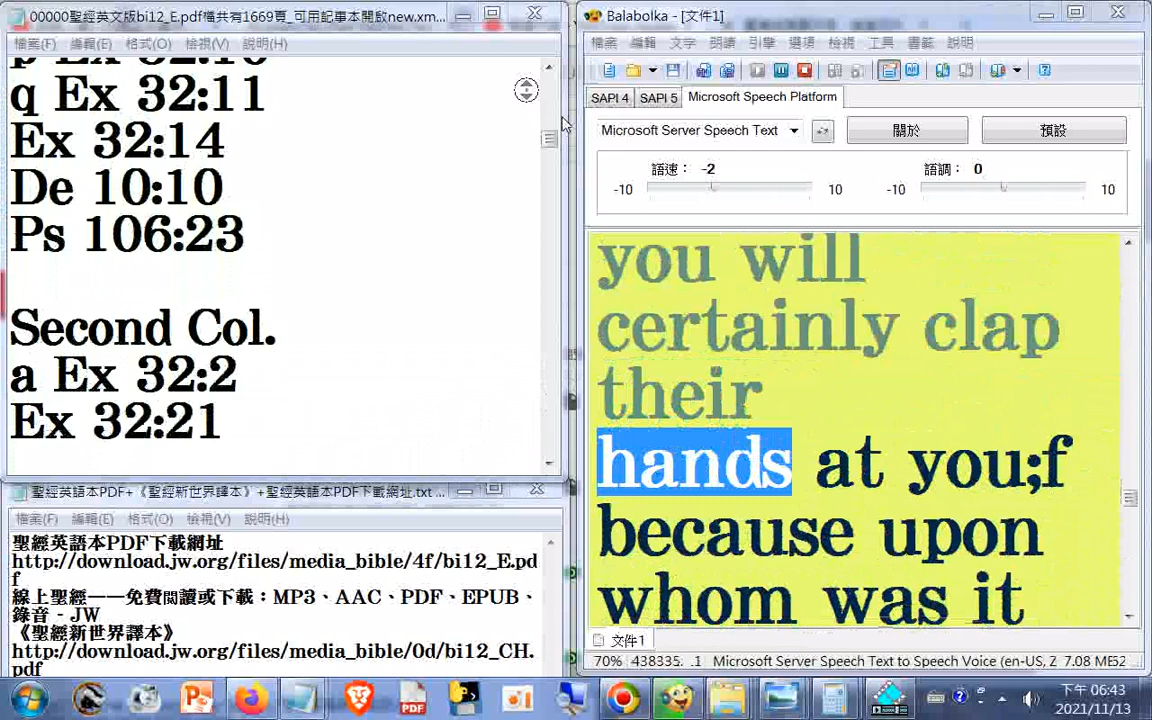 00000聖經英文版bi12_E.pdf檔共有1669頁_可用記事本開啟new.xm...
檔案(F) 編輯(E) 格式(O) 檢視(V) 說明(H)
p Ex 32:10
q Ex 32:11
Ex 32:14
De 10:10
Ps 106:23
Second Col.
a Ex 32:2
Ex 32:21
聖經英語本PDF+《聖經新世界譯本》+聖經英語本PDF下載網址.txt ...
檔案(F) 編輯(E) 格式(O) 檢視(V) 說明(H)
聖經英語本PDF下載網址
http://download.jw.org/files/media_bible/4f/bi12_E.pd
f
線上聖經——免費閱讀或下載：MP3、AAC、PDF、EPUB、
錄音 - JW
《聖經新世界譯本》
http://download.jw.org/files/media_bible/0d/bi12_CH.
pdf
Balabolka - [文件1]
檔案 編輯 文字 朗讀 引擎 選項 檢視 工具 書籤 說明
SAPI 4 SAPI 5 Microsoft Speech Platform
Microsoft Server Speech Text 關於 預設
語速： -2 語調： 0
-10 10 -10 10
you will
certainly clap
their
hands at you;f
because upon
whom was it
文件1
70% 438335. .1 Microsoft Server Speech Text to Speech Voice (en-US, Z 7.08 ME52
下午 06:43
2021/11/13